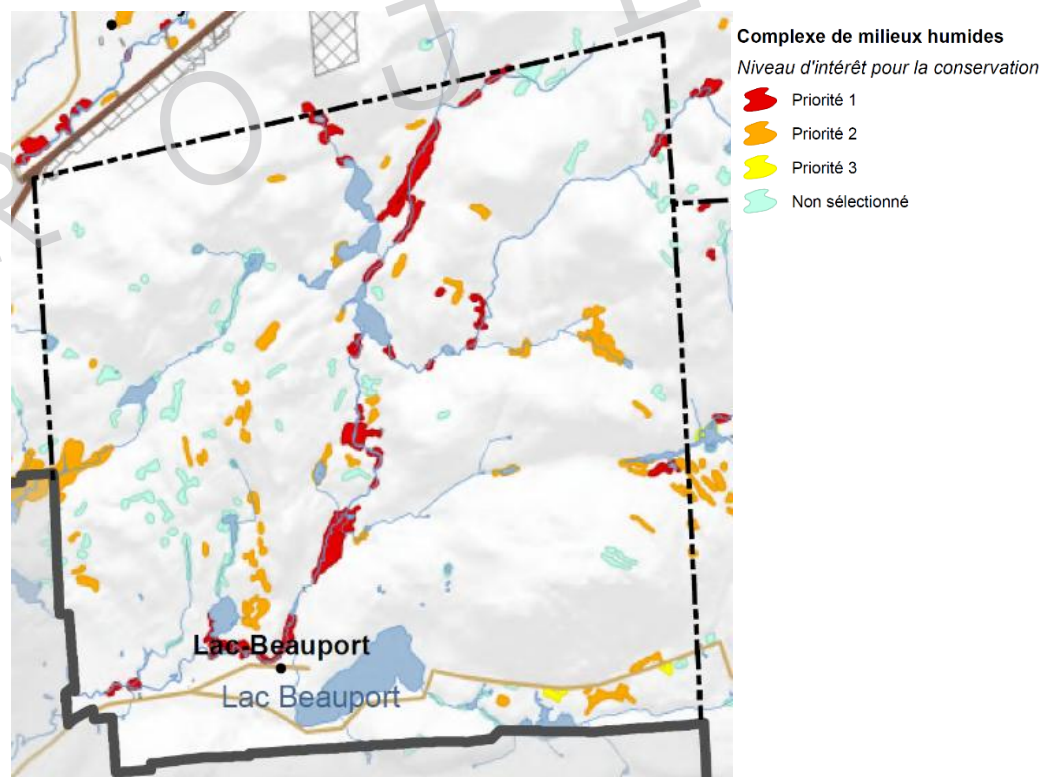 ROJ
Complexe de milieux humides
Niveau d'intérêt pour la conservation
Priorité 1
Priorité 2
Priorité 3
Non sélectionné
Lac-Beauport
Lac Beauport